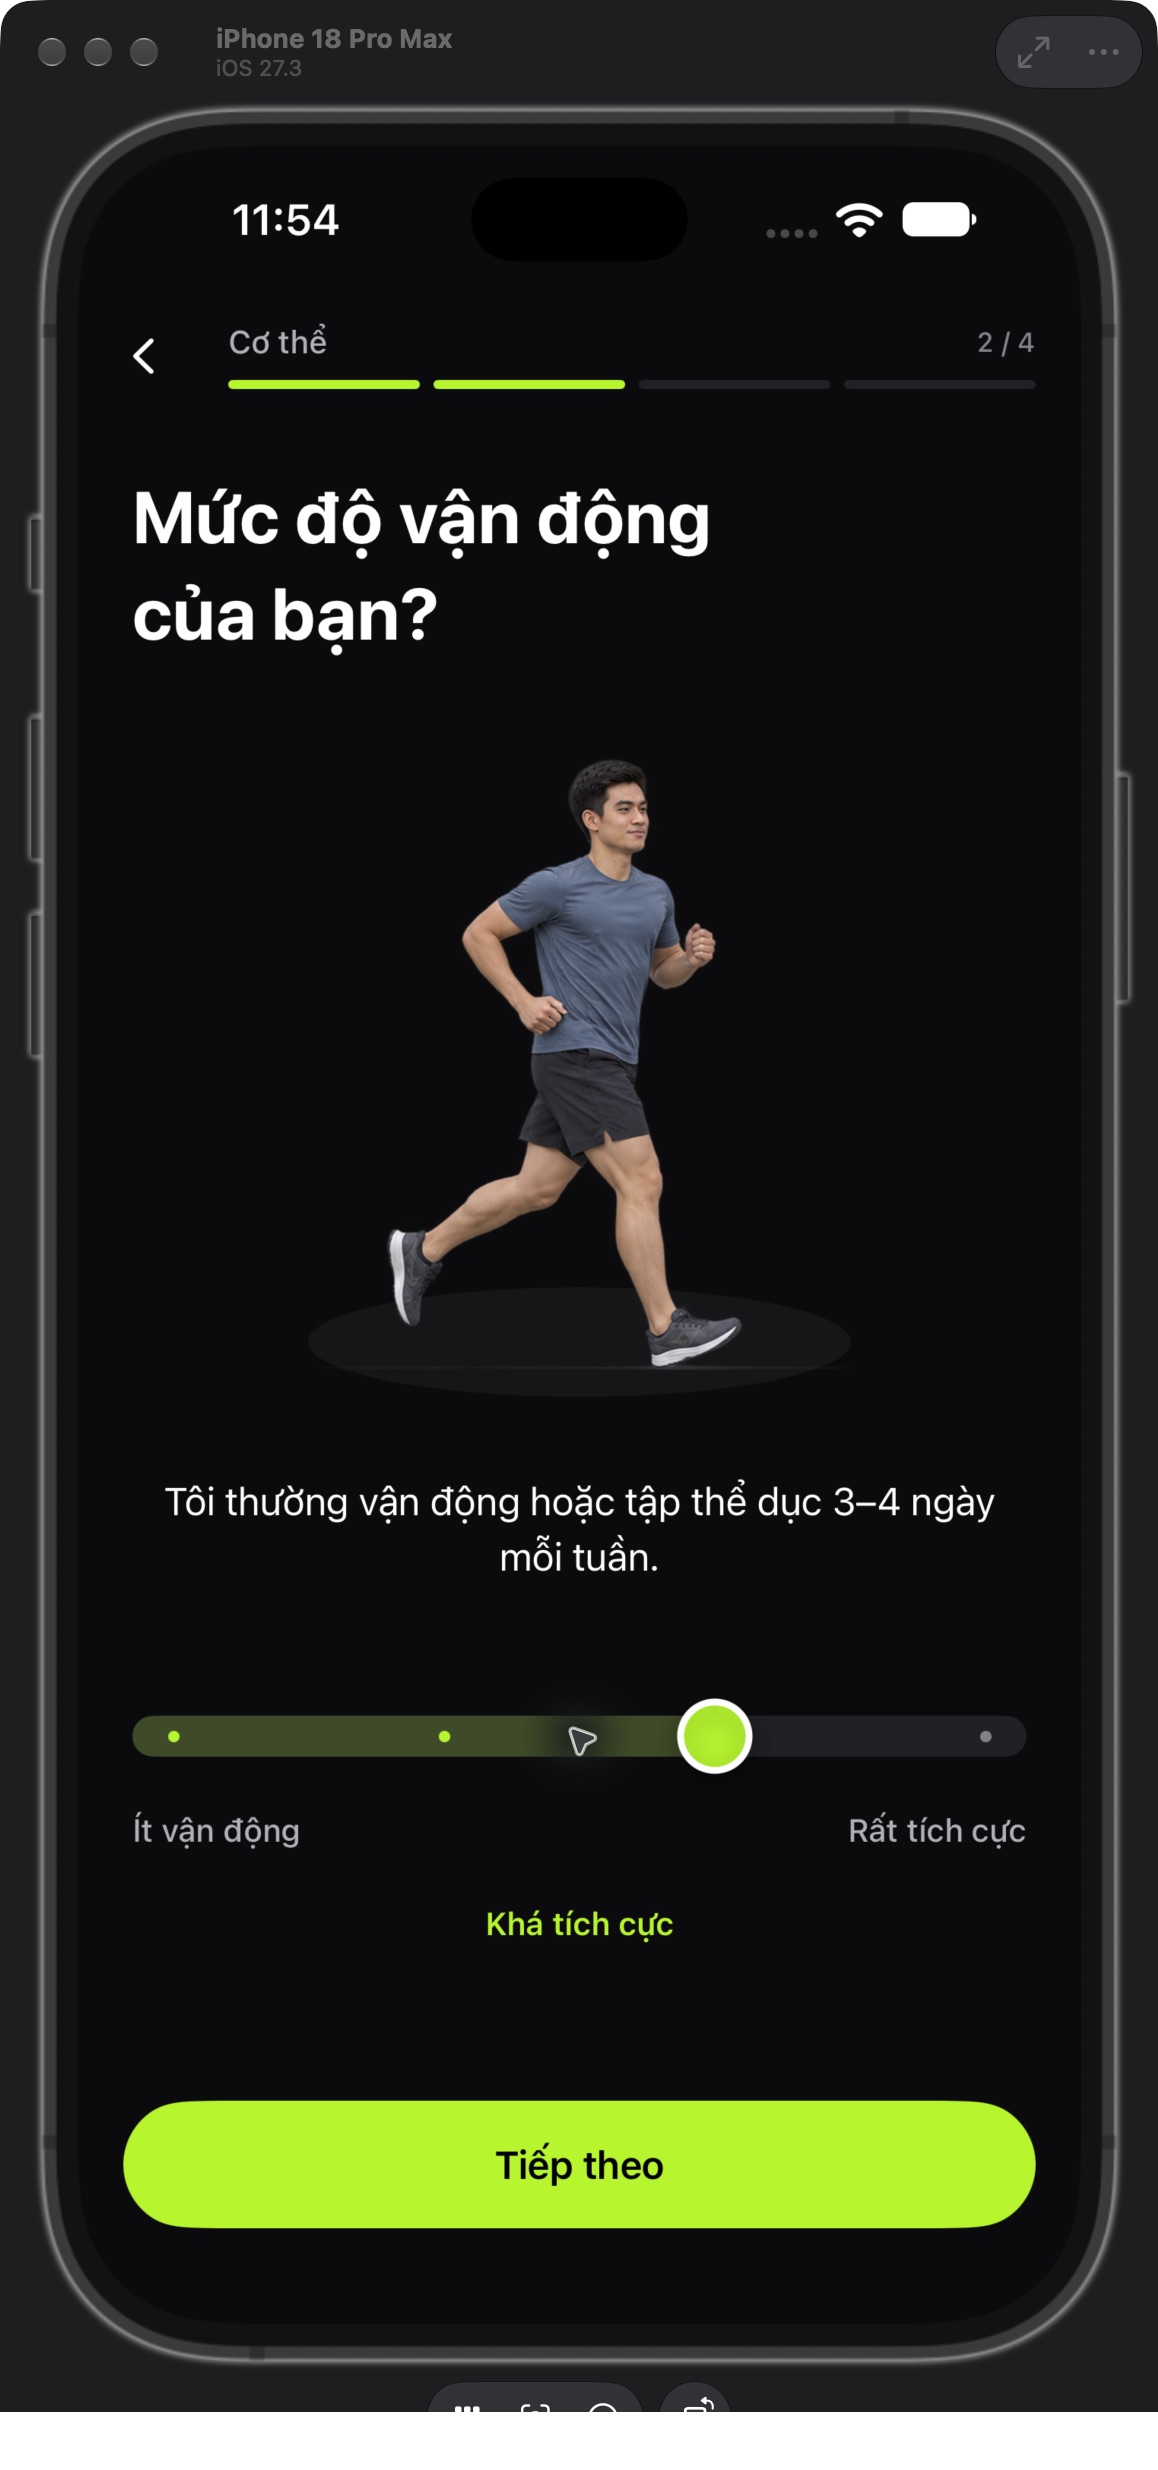 iPhone 18 Pro Max
iOS 27.3
11:54
Cơ thể
2 / 4
Mức độ vận động
của bạn?
Tôi thường vận động hoặc tập thể dục 3–4 ngày
mỗi tuần.
Ít vận động
Rất tích cực
Khá tích cực
Tiếp theo